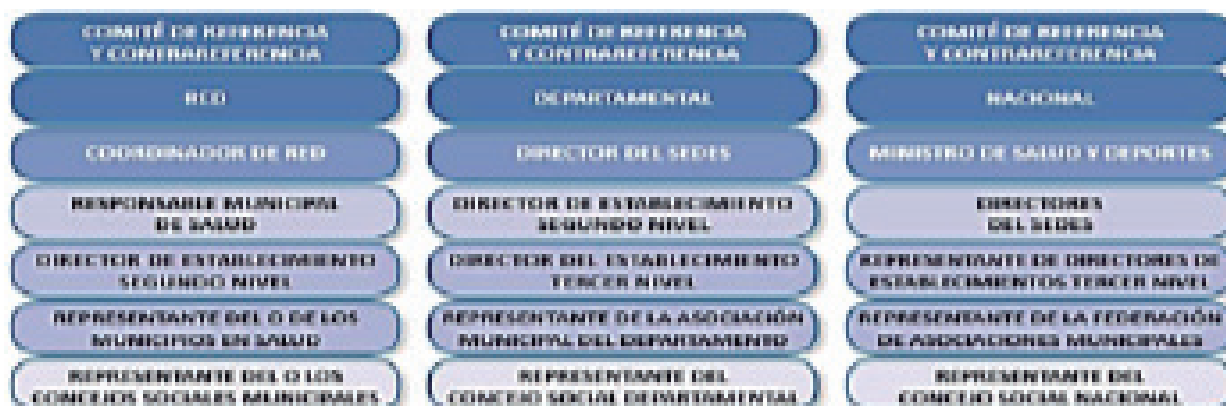 COMITÉ DE REFERENCIA
Y CONTRAREFERENCIA
RED
COORDINADOR DE RED
RESPONSABLE MUNICIPAL
DE SALUD
DIRECTOR DE ESTABLECIMIENTO
SEGUNDO NIVEL
REPRESENTANTE DEL O DE LOS
MUNICIPIOS EN SALUD
REPRESENTANTE DEL O LOS
CONCEJOS SOCIALES MUNICIPALES
COMITÉ DE REFERENCIA
Y CONTRAREFERENCIA
DEPARTAMENTAL
DIRECTOR DEL SEDES
DIRECTOR DE ESTABLECIMIENTO
SEGUNDO NIVEL
DIRECTOR DEL ESTABLECIMIENTO
TERCER NIVEL
REPRESENTANTE DE LA ASOCIACIÓN
MUNICIPAL DEL DEPARTAMENTO
REPRESENTANTE DEL
CONCEJO SOCIAL DEPARTAMENTAL
COMITÉ DE REFERENCIA
Y CONTRAREFERENCIA
NACIONAL
MINISTRO DE SALUD Y DEPORTES
DIRECTORES
DEL SEDES
REPRESENTANTE DE DIRECTORES DE
ESTABLECIMIENTOS TERCER NIVEL
REPRESENTANTE DE LA FEDERACIÓN
DE ASOCIACIONES MUNICIPALES
REPRESENTANTE DEL
CONCEJO SOCIAL NACIONAL